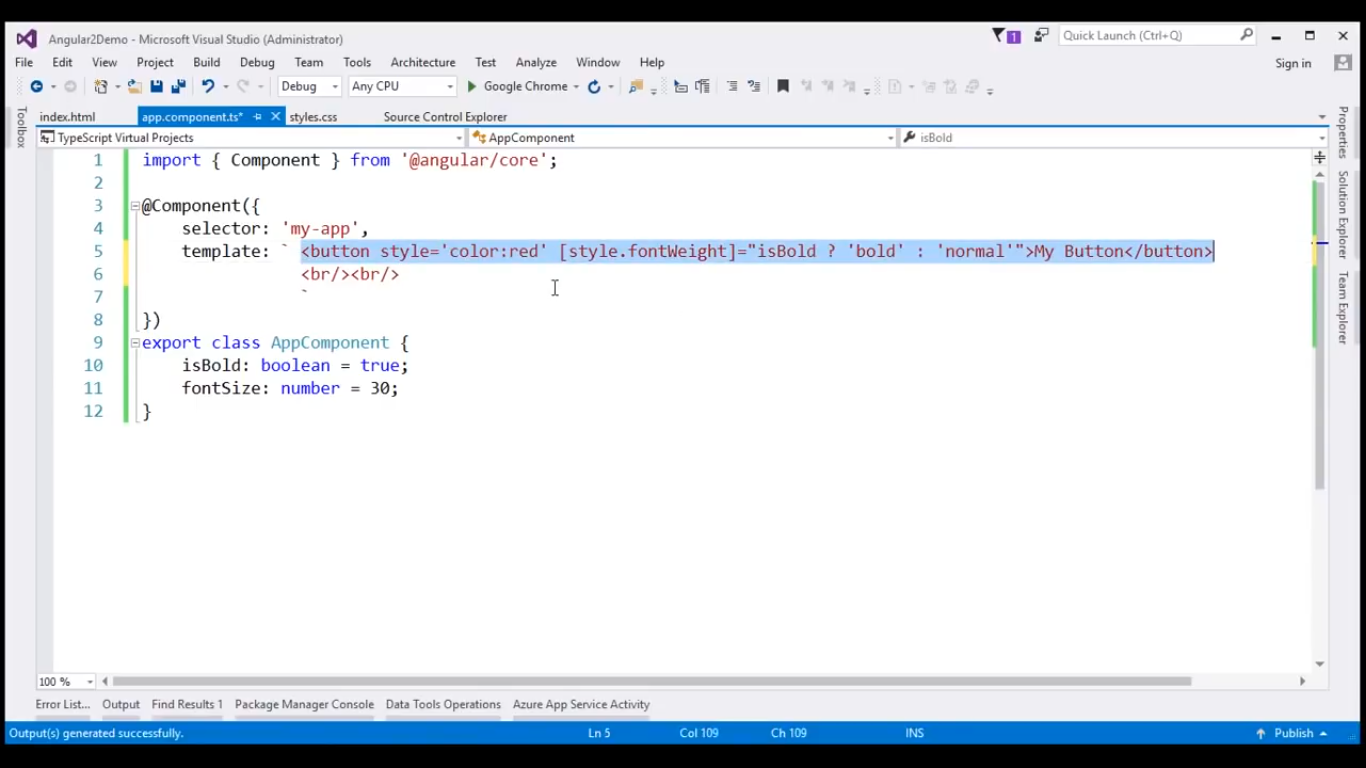 Angular2Demo - Microsoft Visual Studio (Administrator)
1
Quick Launch (Ctrl+Q)
File Edit View Project Build Debug Team Tools Architecture Test Analyze Window Help
Sign in
Debug Any CPU Google Chrome
index.html app.component.ts* styles.css Source Control Explorer
TypeScript Virtual Projects AppComponent isBold
1 import { Component } from '@angular/core';
2
3 @Component({
4 selector: 'my-app',
5 template: ` <button style='color:red' [style.fontWeight]="isBold ? 'bold' : 'normal'">My Button</button>
6 <br/><br/>
7 `
8 })
9 export class AppComponent {
10 isBold: boolean = true;
11 fontSize: number = 30;
12 }
Toolbox
Properties
Solution Explorer
Team Explorer
100 %
Error List... Output Find Results 1 Package Manager Console Data Tools Operations Azure App Service Activity
Output(s) generated successfully. Ln 5 Col 109 Ch 109 INS Publish